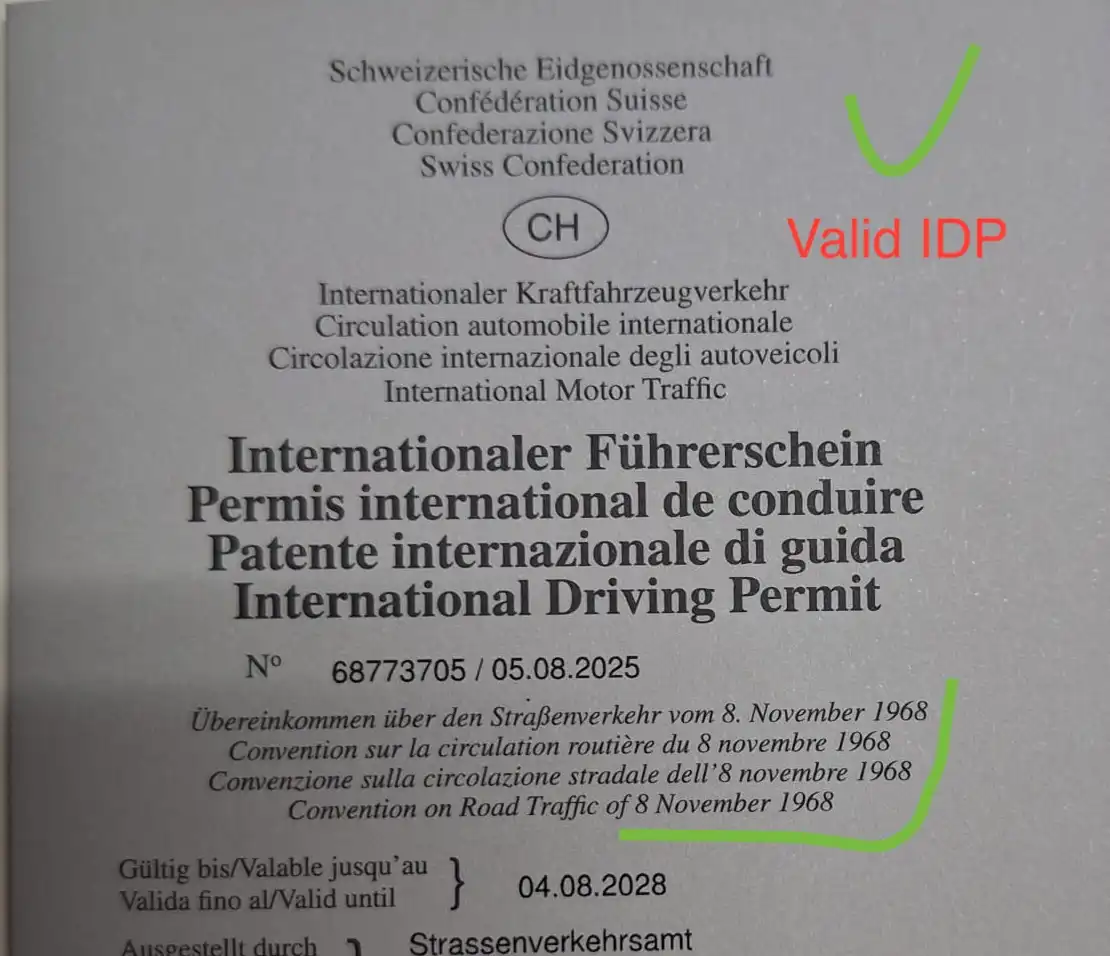 Schweizerische Eidgenossenschaft
Confédération Suisse
Confederazione Svizzera
Swiss Confederation
CH
Valid IDP
Internationaler Kraftfahrzeugverkehr
Circulation automobile internationale
Circolazione internazionale degli autoveicoli
International Motor Traffic
Internationaler Führerschein
Permis international de conduire
Patente internazionale di guida
International Driving Permit
Nº 68773705 / 05.08.2025
Übereinkommen über den Straßenverkehr vom 8. November 1968
Convention sur la circulation routière du 8 novembre 1968
Convenzione sulla circolazione stradale dell'8 novembre 1968
Convention on Road Traffic of 8 November 1968
Gültig bis/Valable jusqu'au
Valida fino al/Valid until } 04.08.2028
Ausgestellt durch } Strassenverkehrsamt